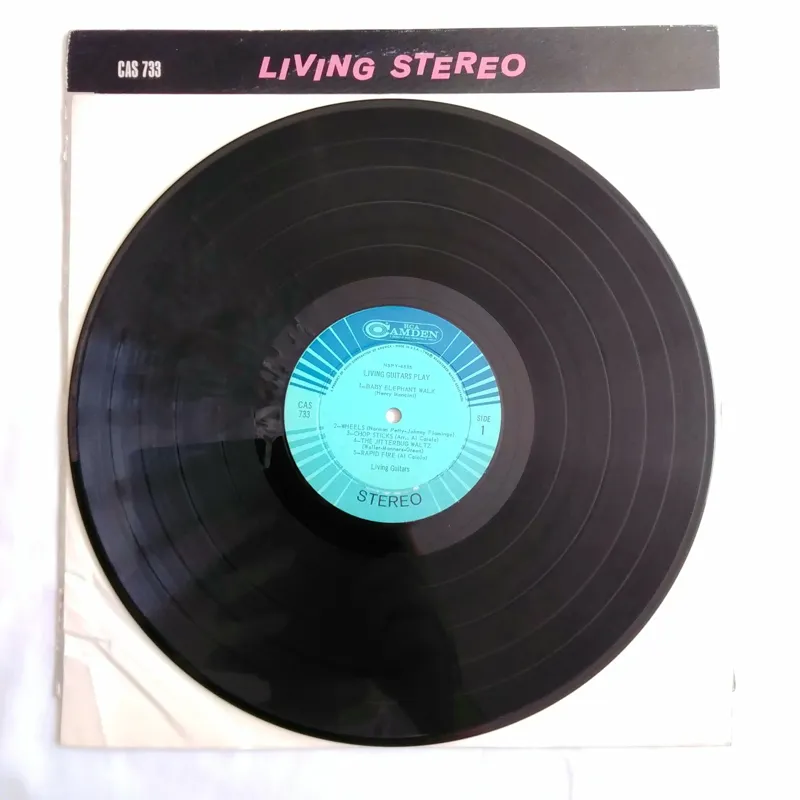 CAS 733
LIVING STEREO
RCA
CAMDEN
LIVING GUITARS PLAY
1—BABY ELEPHANT WALK
(Henry Mancini)
CAS
733
SIDE
1
2—WHEELS (Norman Petty-Johnny Flamingo)
3—CHOP STICKS (Arr. Al Caiola)
4—THE JITTERBUG WALTZ
(Waller-Manners-
5—RAPID FIRE (Al Caiola)
Living Guitars
STEREO